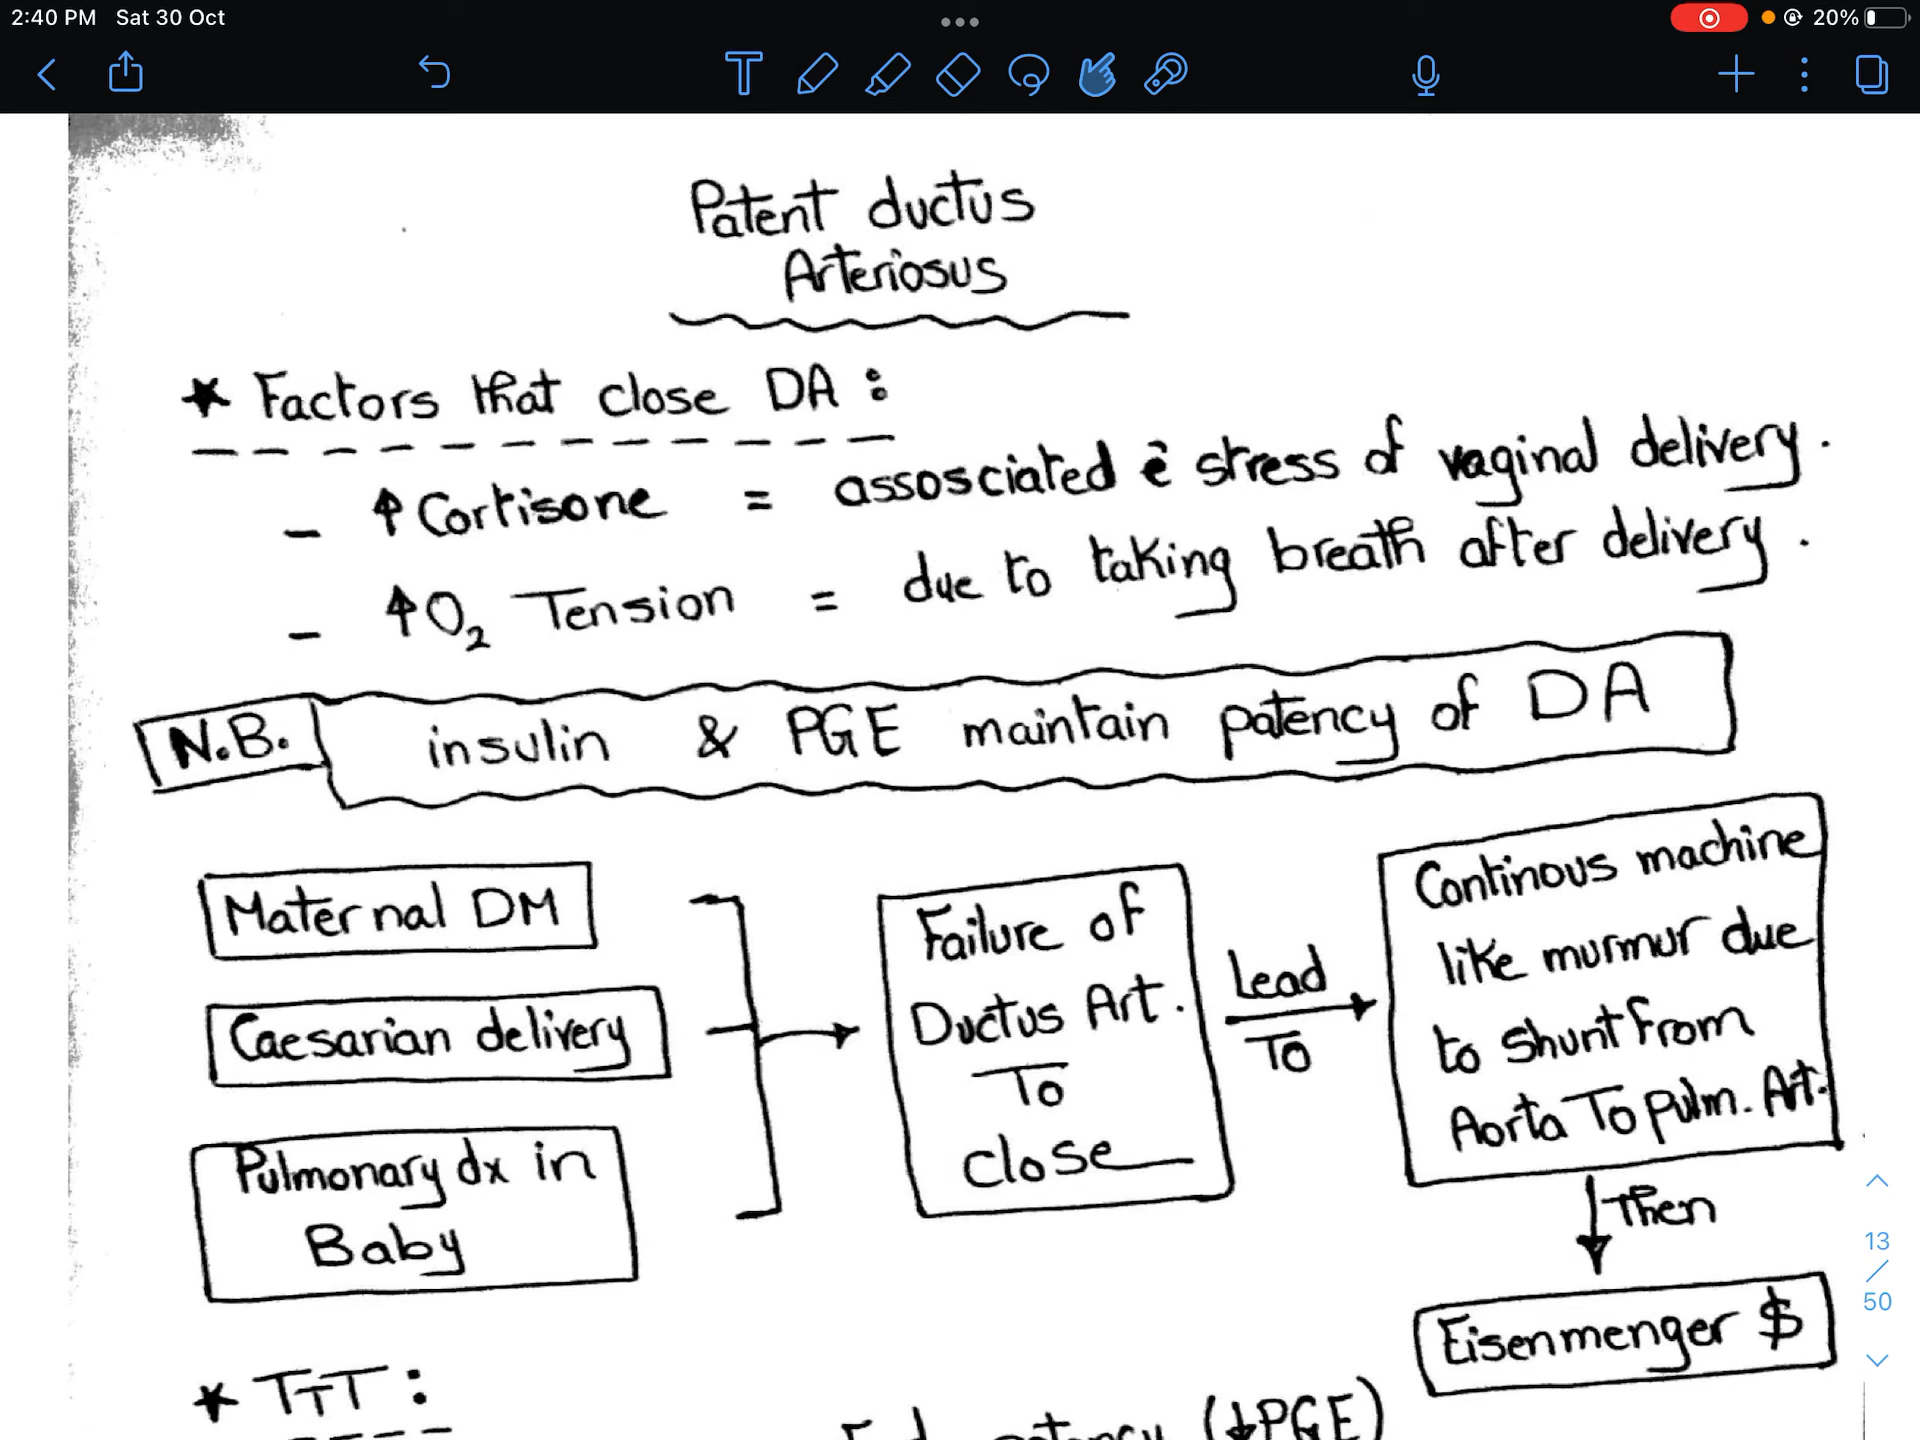 2:40 PM Sat 30 Oct
20%
Patent ductus
Arteriosus
★ Factors that close DA :
- ↑ Cortisone = assosciated c̄ stress of vaginal delivery.
- ↑O₂ Tension = due to taking breath after delivery.
N.B. insulin & PGE maintain patency of DA
Maternal DM
Caesarian delivery
Pulmonary dx in
Baby
Failure of
Ductus Art.
To
close
Lead
To
Continous machine
like murmur due
to shunt from
Aorta To pulm. Art.
Then
Eisenmenger $
13
/
50
★ TTT :
patency (↓PGE)